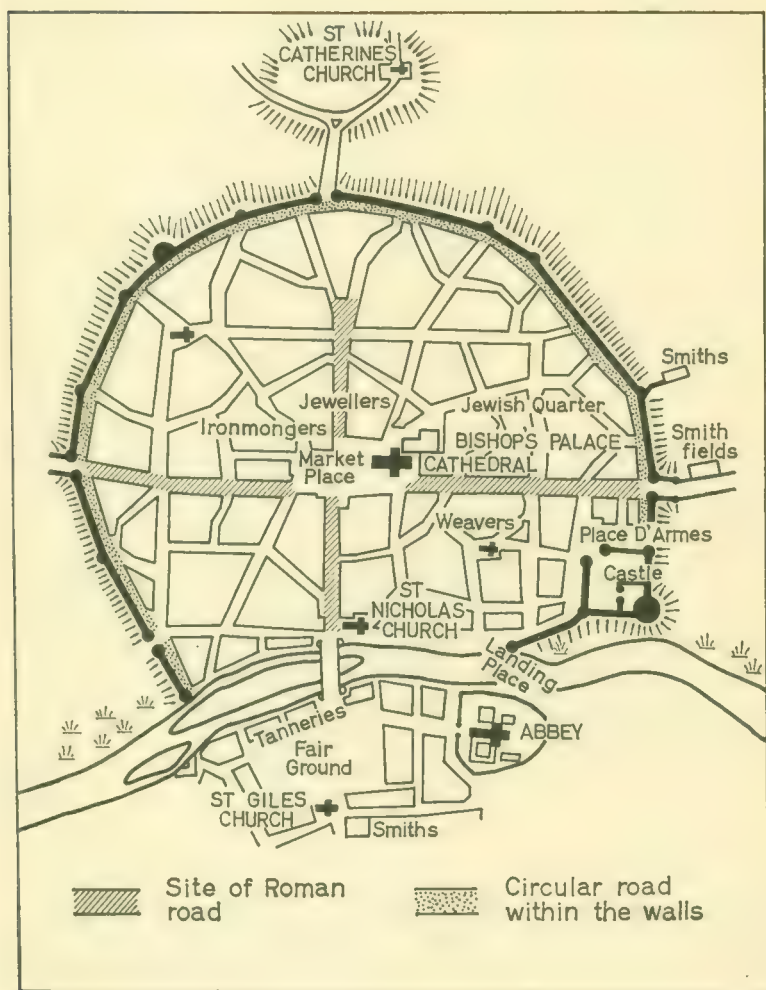 ST
CATHERINES
CHURCH
Smiths
Jewellers
Jewish Quarter
Ironmongers
BISHOPS PALACE
Smith
fields
Market
Place
CATHEDRAL
Weavers
Place D'Armes
Castle
ST
NICHOLAS
CHURCH
Landing
Place
Tanneries
ABBEY
Fair
Ground
ST GILES
CHURCH
Smiths
Site of Roman
road
Circular road
within the walls